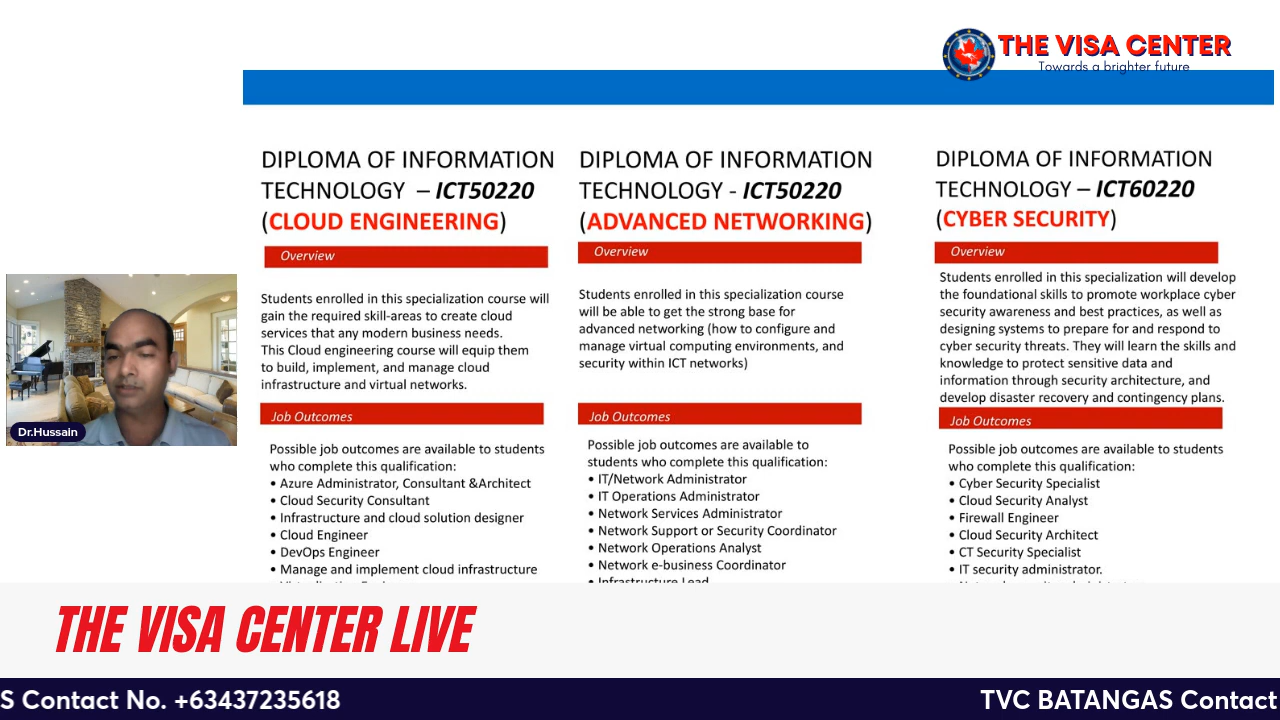 THE VISA CENTER
Towards a brighter future
DIPLOMA OF INFORMATION
TECHNOLOGY – ICT50220
(CLOUD ENGINEERING)
Overview
Students enrolled in this specialization course will
gain the required skill-areas to create cloud
services that any modern business needs.
This Cloud engineering course will equip them
to build, implement, and manage cloud
infrastructure and virtual networks.
Job Outcomes
Possible job outcomes are available to students
who complete this qualification:
• Azure Administrator, Consultant &Architect
• Cloud Security Consultant
• Infrastructure and cloud solution designer
• Cloud Engineer
• DevOps Engineer
• Manage and implement cloud infrastructure
DIPLOMA OF INFORMATION
TECHNOLOGY - ICT50220
(ADVANCED NETWORKING)
Overview
Students enrolled in this specialization course
will be able to get the strong base for
advanced networking (how to configure and
manage virtual computing environments, and
security within ICT networks)
Job Outcomes
Possible job outcomes are available to
students who complete this qualification:
• IT/Network Administrator
• IT Operations Administrator
• Network Services Administrator
• Network Support or Security Coordinator
• Network Operations Analyst
• Network e-business Coordinator
• Infrastructure Lead
DIPLOMA OF INFORMATION
TECHNOLOGY – ICT60220
(CYBER SECURITY)
Overview
Students enrolled in this specialization will develop
the foundational skills to promote workplace cyber
security awareness and best practices, as well as
designing systems to prepare for and respond to
cyber security threats. They will learn the skills and
knowledge to protect sensitive data and
information through security architecture, and
develop disaster recovery and contingency plans.
Job Outcomes
Possible job outcomes are available to students
who complete this qualification:
• Cyber Security Specialist
• Cloud Security Analyst
• Firewall Engineer
• Cloud Security Architect
• CT Security Specialist
• IT security administrator.
Dr.Hussain
THE VISA CENTER LIVE
S Contact No. +63437235618
TVC BATANGAS Contact